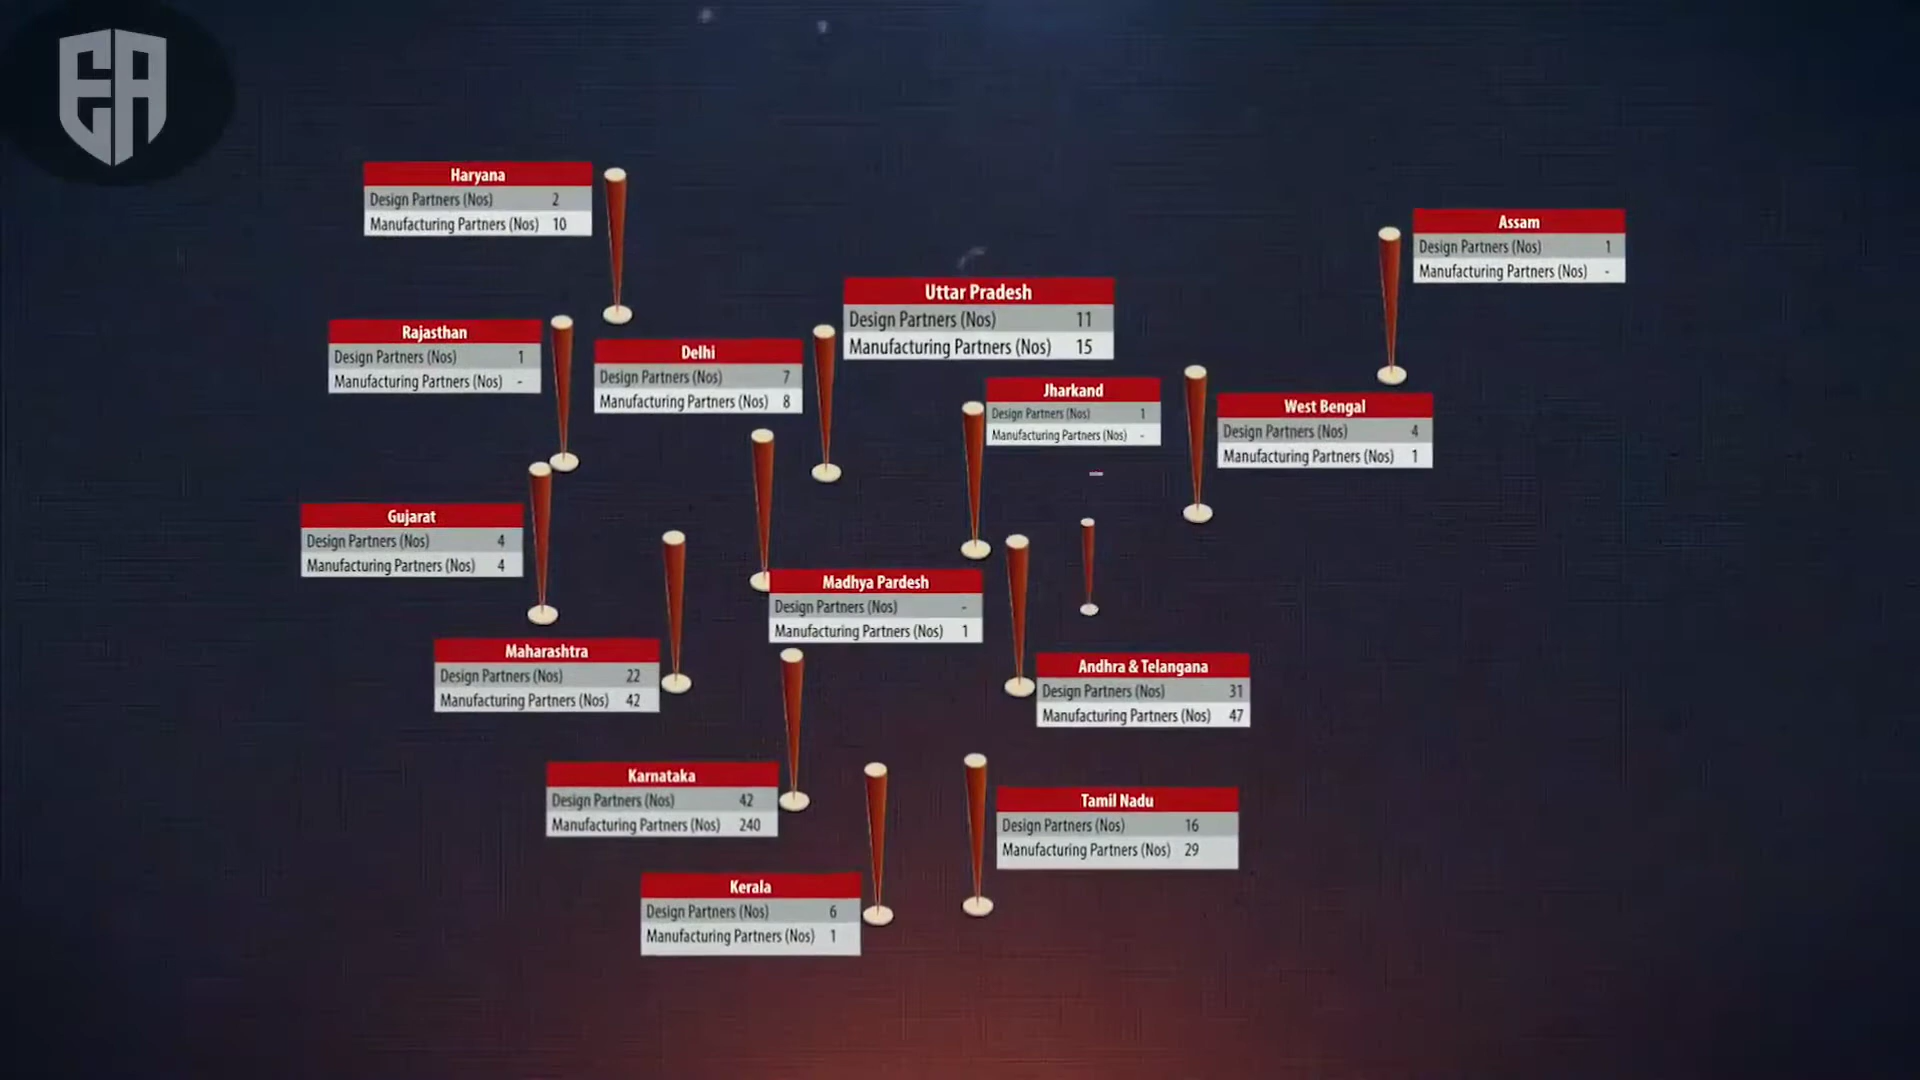 EA
Haryana
Design Partners (Nos) 2
Manufacturing Partners (Nos) 10
Assam
Design Partners (Nos) 1
Manufacturing Partners (Nos) -
Uttar Pradesh
Design Partners (Nos) 11
Manufacturing Partners (Nos) 15
Rajasthan
Design Partners (Nos) 1
Manufacturing Partners (Nos) -
Delhi
Design Partners (Nos) 7
Manufacturing Partners (Nos) 8
Jharkand
Design Partners (Nos) 1
Manufacturing Partners (Nos) -
West Bengal
Design Partners (Nos) 4
Manufacturing Partners (Nos) 1
Gujarat
Design Partners (Nos) 4
Manufacturing Partners (Nos) 4
Madhya Pardesh
Design Partners (Nos) -
Manufacturing Partners (Nos) 1
Maharashtra
Design Partners (Nos) 22
Manufacturing Partners (Nos) 42
Andhra & Telangana
Design Partners (Nos) 31
Manufacturing Partners (Nos) 47
Karnataka
Design Partners (Nos) 42
Manufacturing Partners (Nos) 240
Tamil Nadu
Design Partners (Nos) 16
Manufacturing Partners (Nos) 29
Kerala
Design Partners (Nos) 6
Manufacturing Partners (Nos) 1